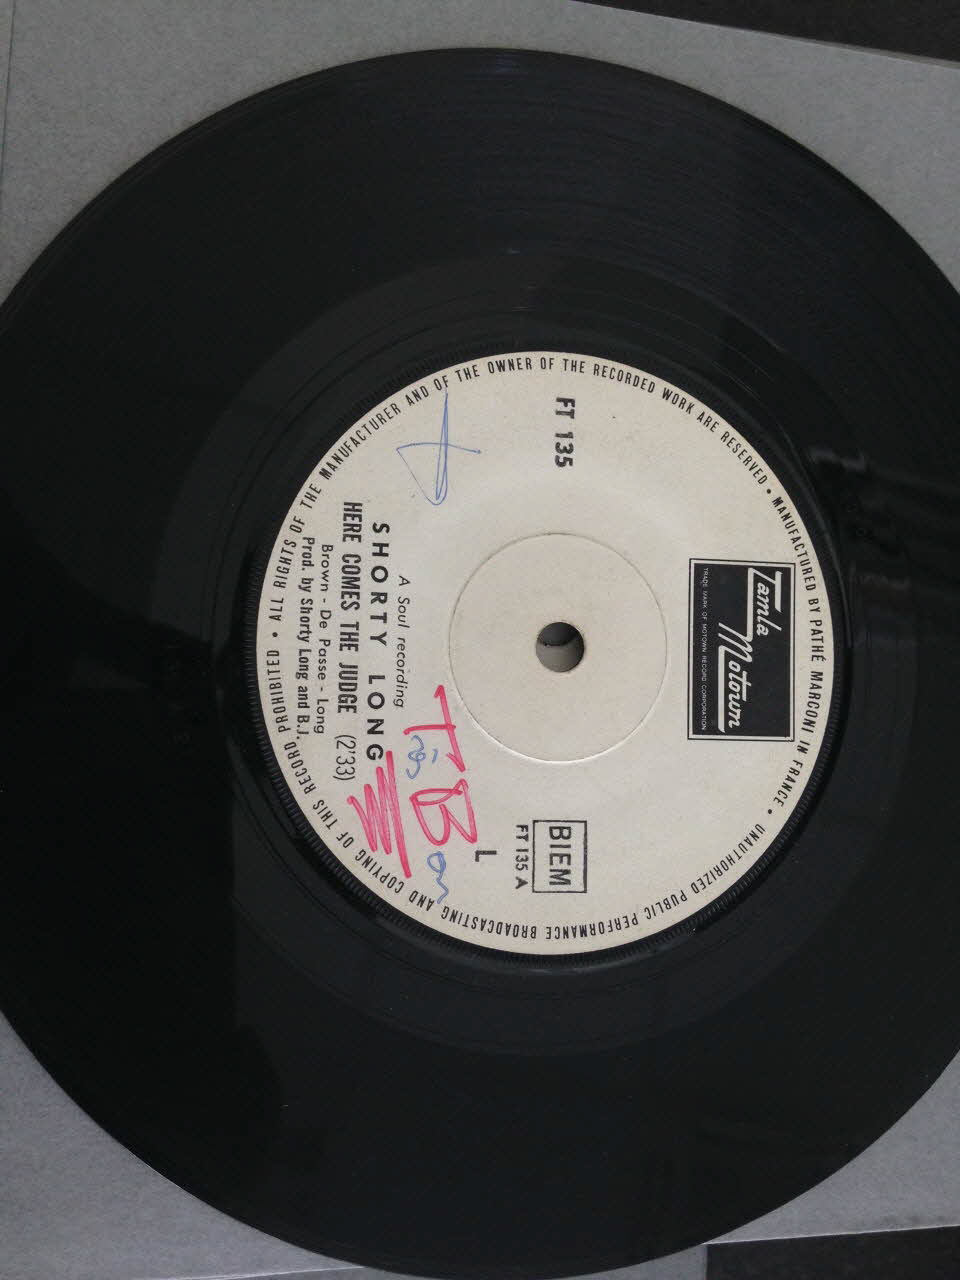 Tamla Motown
TRADE MARK OF MOTOWN RECORD CORPORATION
FT 135
BIEM
FT 135 A
L
T B
Très Bon
A Soul recording
SHORTY LONG
HERE COMES THE JUDGE (2'33)
Brown - De Passe - Long
Prod. by Shorty Long and B.J.
MANUFACTURED BY PATHÉ MARCONI IN FRANCE • UNAUTHORIZED PUBLIC PERFORMANCE BROADCASTING AND COPYING OF THIS RECORD PROHIBITED • ALL RIGHTS OF THE MANUFACTURER AND OF THE OWNER OF THE RECORDED WORK ARE RESERVED •